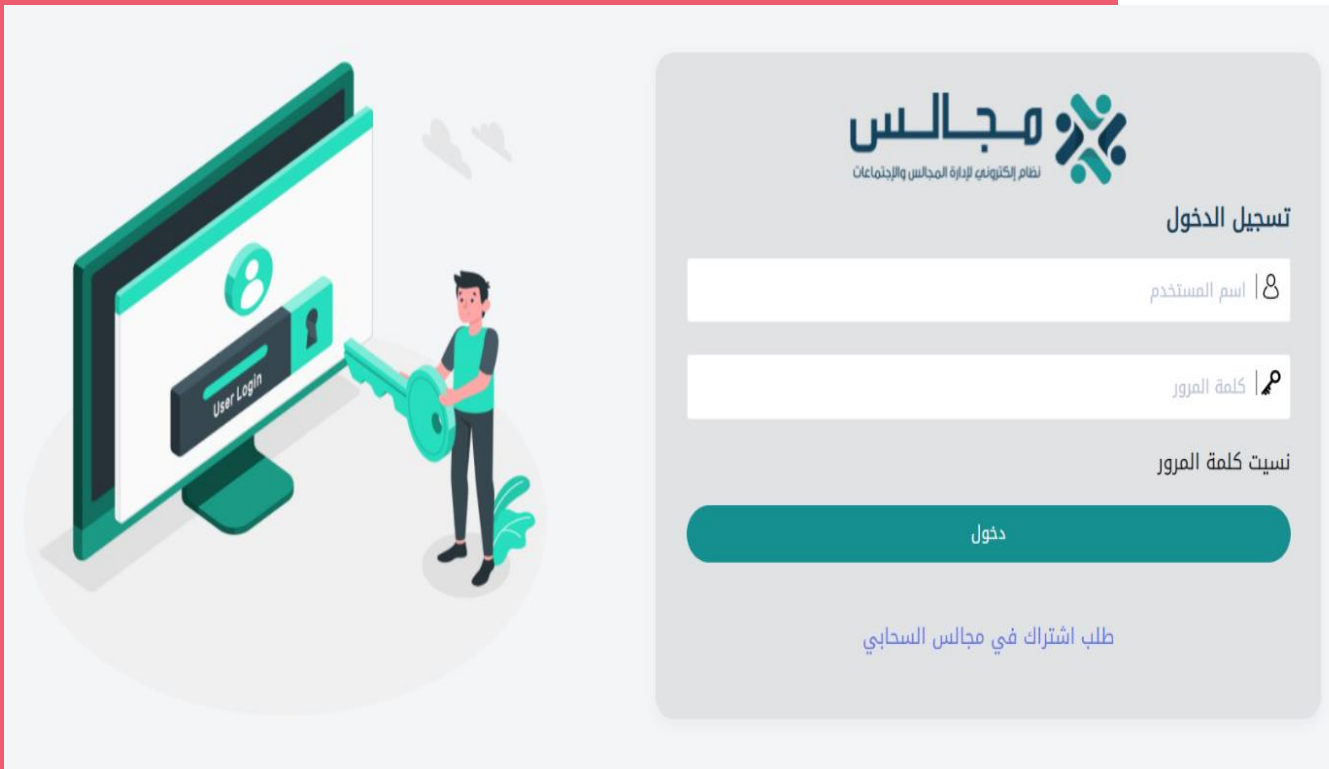 مجالس
نظام إلكتروني لإدارة المجالس والإجتماعات
تسجيل الدخول
اسم المستخدم
كلمة المرور
نسيت كلمة المرور
دخول
طلب اشتراك في مجالس السحابي
User Login